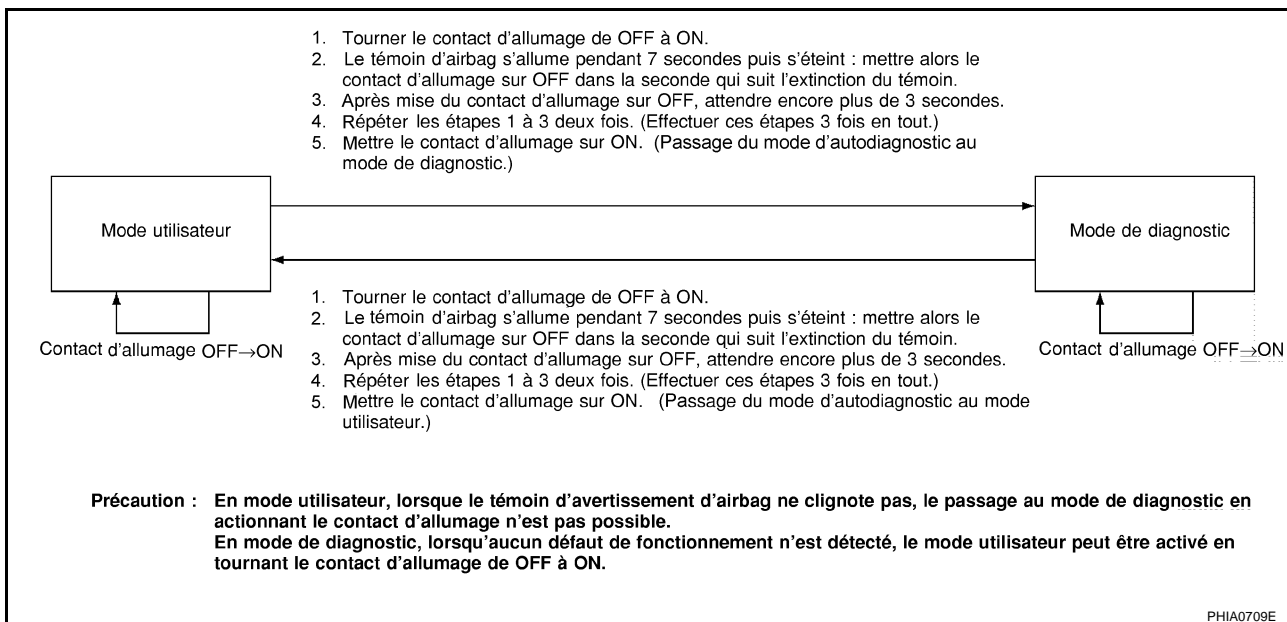 1. Tourner le contact d'allumage de OFF à ON.
2. Le témoin d'airbag s'allume pendant 7 secondes puis s'éteint : mettre alors le
contact d'allumage sur OFF dans la seconde qui suit l'extinction du témoin.
3. Après mise du contact d'allumage sur OFF, attendre encore plus de 3 secondes.
4. Répéter les étapes 1 à 3 deux fois. (Effectuer ces étapes 3 fois en tout.)
5. Mettre le contact d'allumage sur ON. (Passage du mode d'autodiagnostic au
mode de diagnostic.)
Mode utilisateur
Mode de diagnostic
Contact d'allumage OFF→ON
1. Tourner le contact d'allumage de OFF à ON.
2. Le témoin d'airbag s'allume pendant 7 secondes puis s'éteint : mettre alors le
contact d'allumage sur OFF dans la seconde qui suit l'extinction du témoin.
3. Après mise du contact d'allumage sur OFF, attendre encore plus de 3 secondes.
4. Répéter les étapes 1 à 3 deux fois. (Effectuer ces étapes 3 fois en tout.)
5. Mettre le contact d'allumage sur ON. (Passage du mode d'autodiagnostic au mode
utilisateur.)
Contact d'allumage OFF→ON
Précaution : En mode utilisateur, lorsque le témoin d'avertissement d'airbag ne clignote pas, le passage au mode de diagnostic en
actionnant le contact d'allumage n'est pas possible.
En mode de diagnostic, lorsqu'aucun défaut de fonctionnement n'est détecté, le mode utilisateur peut être activé en
tournant le contact d'allumage de OFF à ON.
PHIA0709E